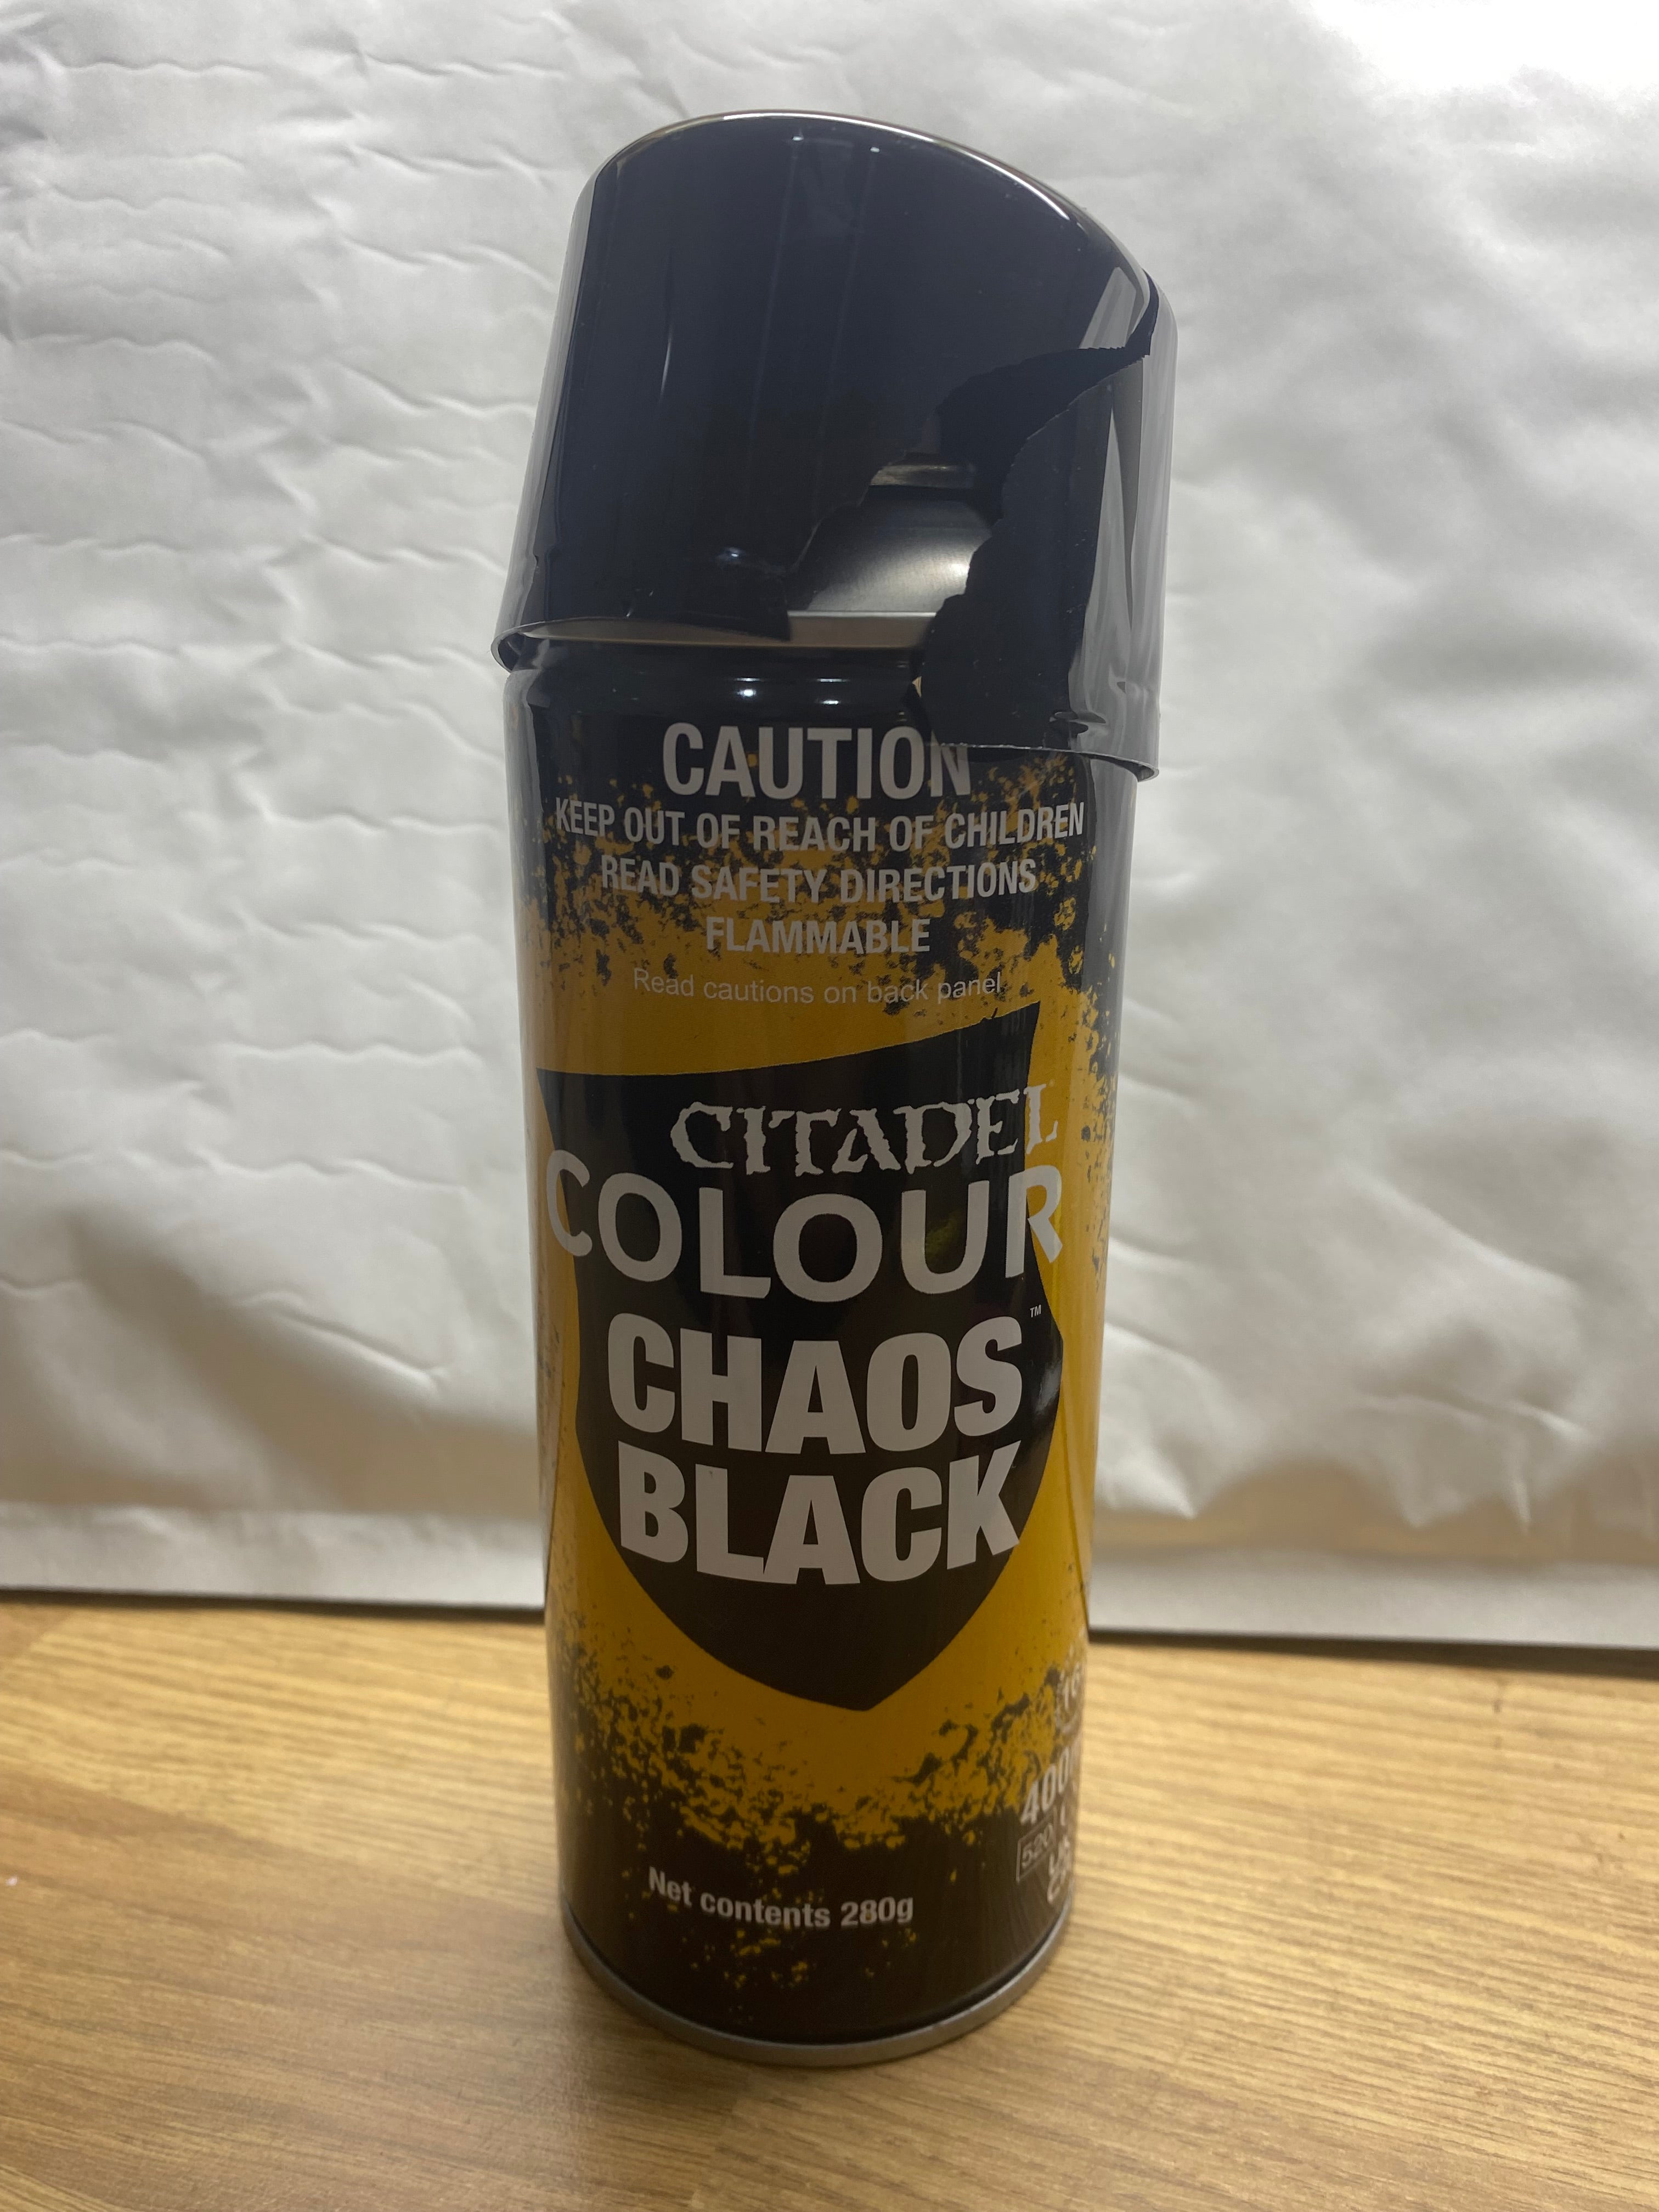 CAUTION
KEEP OUT OF REACH OF CHILDREN
READ SAFETY DIRECTIONS
FLAMMABLE
Read cautions on back panel
CITADEL
COLOUR
CHAOS™
BLACK
Net contents 280g